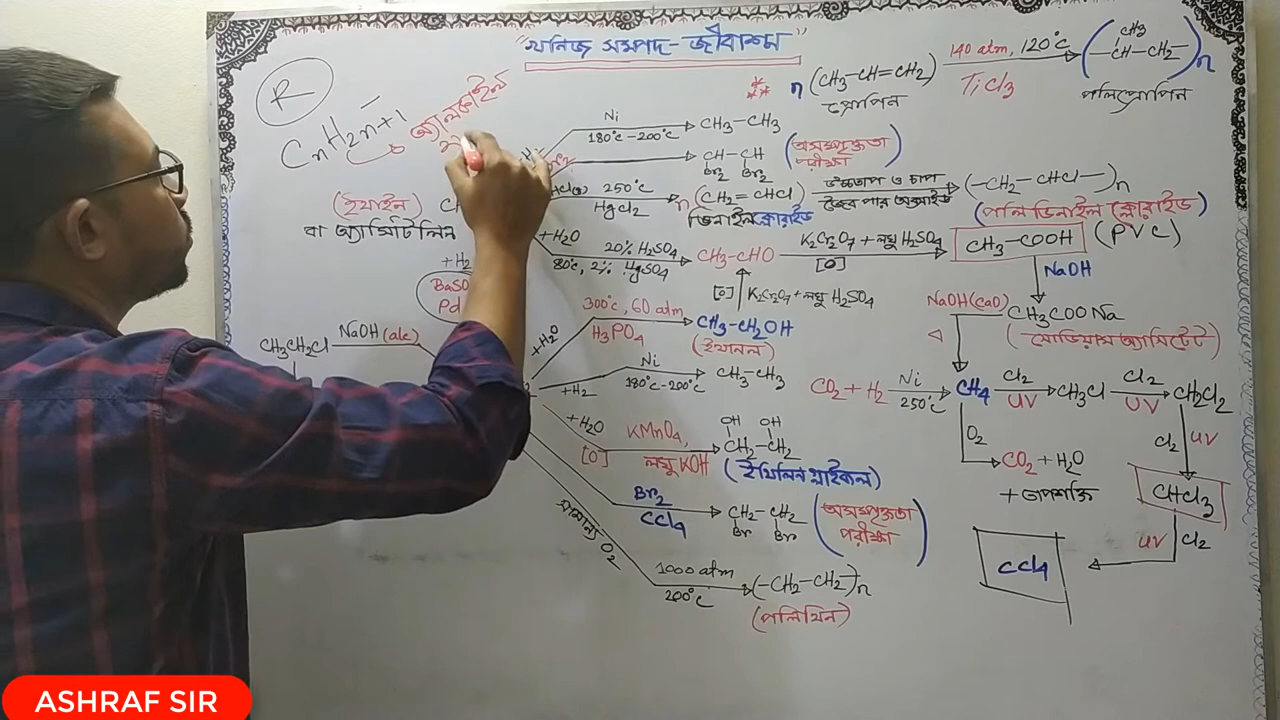 "খনিজ সম্পদ-জীবাশ্ম"
R
CnH2n+1
অ্যালকাইল
** n (CH3-CH=CH2) 140 atm, 120°C TiCl3 (-CH-CH2-)n
CH3
প্রোপিন
পলিপ্রোপিন
Ni 180°c-200°c CH3-CH3
CH-CH (অসম্পৃক্ততা পরীক্ষা)
Br2 Br2
HCl(g) 250°c HgCl2 n(CH2=CHCl) উচ্চতাপ ও চাপ জৈব পার অক্সাইড (-CH2-CHCl-)n
ভিনাইল ক্লোরাইড
(পলি ভিনাইল ক্লোরাইড)
(PVC)
(ইথাইন)
বা অ্যাসিটিলিন
+H2O 20% H2SO4 80°c, 2% HgSO4 CH3-CHO K2Cr2O7 + লঘু H2SO4 [O] CH3-COOH
+H2
BaSO
Pd
[O] K2Cr2O7 + লঘু H2SO4
NaOH
CH3COONa
(সোডিয়াম অ্যাসিটেট)
NaOH(CaO)
Δ
+H2O 300°c, 60 atm H3PO4 CH3-CH2OH
(ইথানল)
CH3CH2Cl NaOH(alc)
+H2 Ni 180°c-200°c CH3-CH3
CO2 + H2 Ni 250°c CH4 Cl2 UV CH3Cl Cl2 UV CH2Cl2
+H2O [O] KMnO4, লঘু KOH CH2-CH2
OH OH
(ইথিলিন গ্লাইকল)
O2
CO2 + H2O
+ তাপশক্তি
Cl2 UV
CHCl3
UV Cl2
CCl4
Br2 CCl4 CH2-CH2
Br Br
(অসম্পৃক্ততা পরীক্ষা)
সামান্য O2 1000 atm 200°c (-CH2-CH2)n
(পলিথিন)
ASHRAF SIR